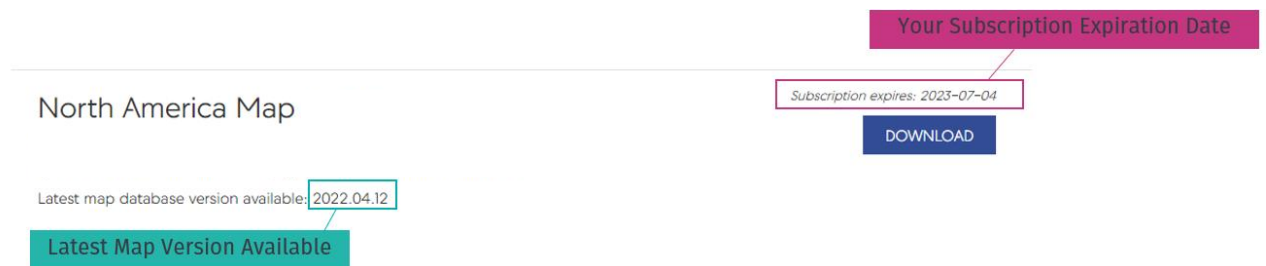 Your Subscription Expiration Date
North America Map
Subscription expires: 2023-07-04
DOWNLOAD
Latest map database version available: 2022.04.12
Latest Map Version Available